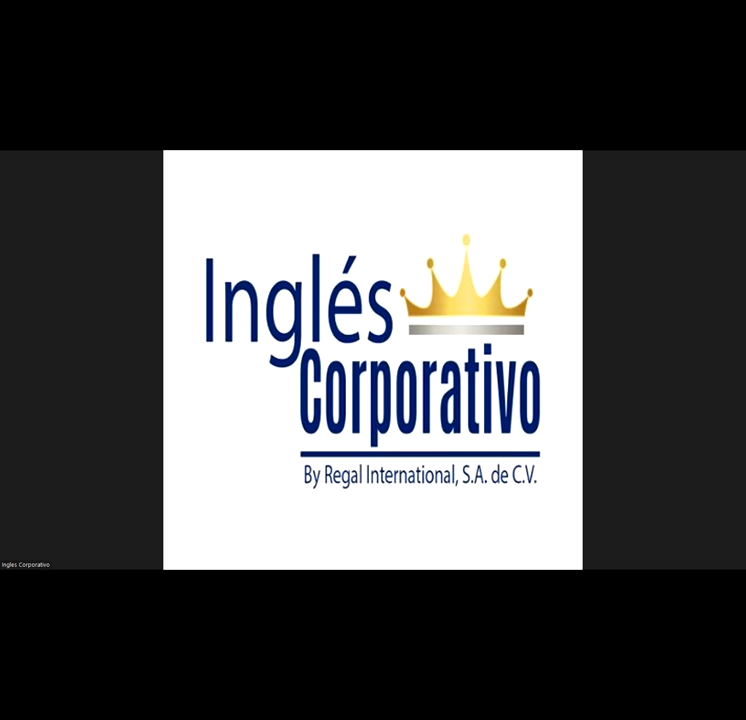 Inglés
Corporativo
By Regal International, S.A. de C.V.
Ingles Corporativo